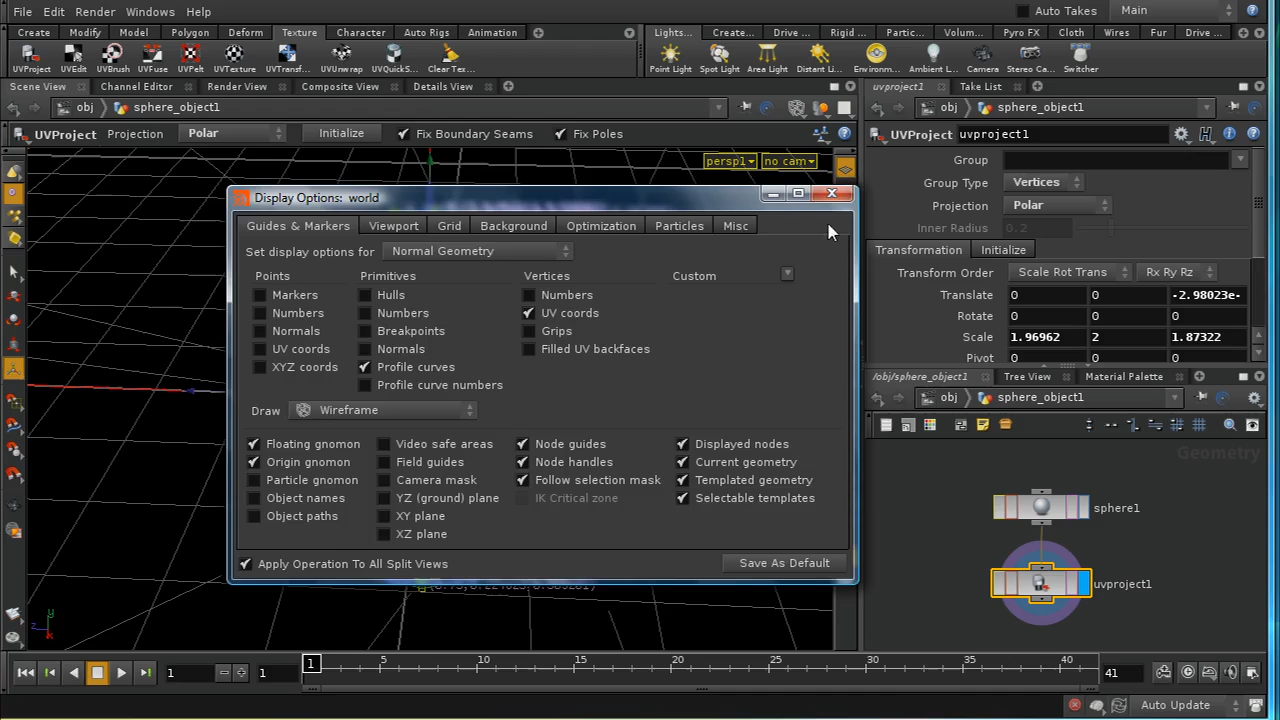 File Edit Render Windows Help Auto Takes Main
Create Modify Model Polygon Deform Texture Character Auto Rigs Animation Lights... Create... Drive ... Rigid ... Partic... Volum... Pyro FX Cloth Wires Fur Drive ...
UVProject UVEdit UVBrush UVFuse UVPelt UVTexture UVTransf... UVUnwrap UVQuickS... Clear Tex... Point Light Spot Light Area Light Distant Li... Environm... Ambient L... Camera Stereo Ca... Switcher
Scene View Channel Editor Render View Composite View Details View uvproject1 Take List
obj sphere_object1 obj sphere_object1
UVProject Projection Polar Initialize Fix Boundary Seams Fix Poles UVProject uvproject1
persp1 no cam Group
Group Type Vertices
Display Options: world Projection Polar
Guides & Markers Viewport Grid Background Optimization Particles Misc Inner Radius 0.2
Set display options for Normal Geometry Transformation Initialize
Points Primitives Vertices Custom Transform Order Scale Rot Trans Rx Ry Rz
Markers Hulls Numbers Translate 0 0 -2.98023e-
Numbers Numbers UV coords Rotate 0 0 0
Normals Breakpoints Grips Scale 1.96962 2 1.87322
UV coords Normals Filled UV backfaces Pivot 0 0 0
XYZ coords Profile curves /obj/sphere_object1 Tree View Material Palette
Profile curve numbers
obj sphere_object1
Draw Wireframe
Floating gnomon Video safe areas Node guides Displayed nodes Geometry
Origin gnomon Field guides Node handles Current geometry
Particle gnomon Camera mask Follow selection mask Templated geometry
Object names YZ (ground) plane IK Critical zone Selectable templates
Object paths XY plane sphere1
XZ plane
Apply Operation To All Split Views Save As Default
uvproject1
z y x
1 1 1 5 10 15 20 25 30 35 40 41
Auto Update